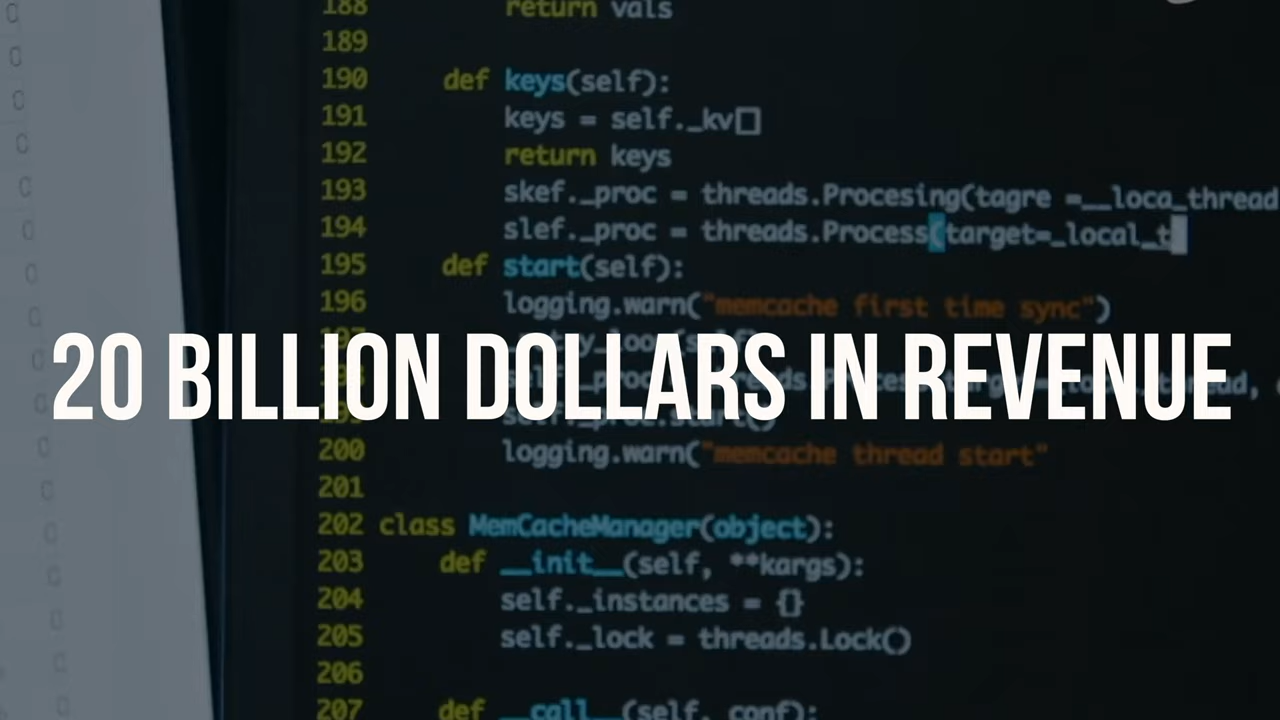 188 return vals
189
190 def keys(self):
191 keys = self._kv[]
192 return keys
193 skef._proc = threads.Procesing(tagre =__loca_thread
194 slef._proc = threads.Process(target=_local_t
195 def start(self):
196 logging.warn("memcache first time sync")
20 BILLION DOLLARS IN REVENUE
200 logging.warn("memcache thread start"
201
202 class MemCacheManager(object):
203 def __init__(self, **kargs):
204 self._instances = {}
205 self._lock = threads.Lock()
206
207 def __call__(self, conf):